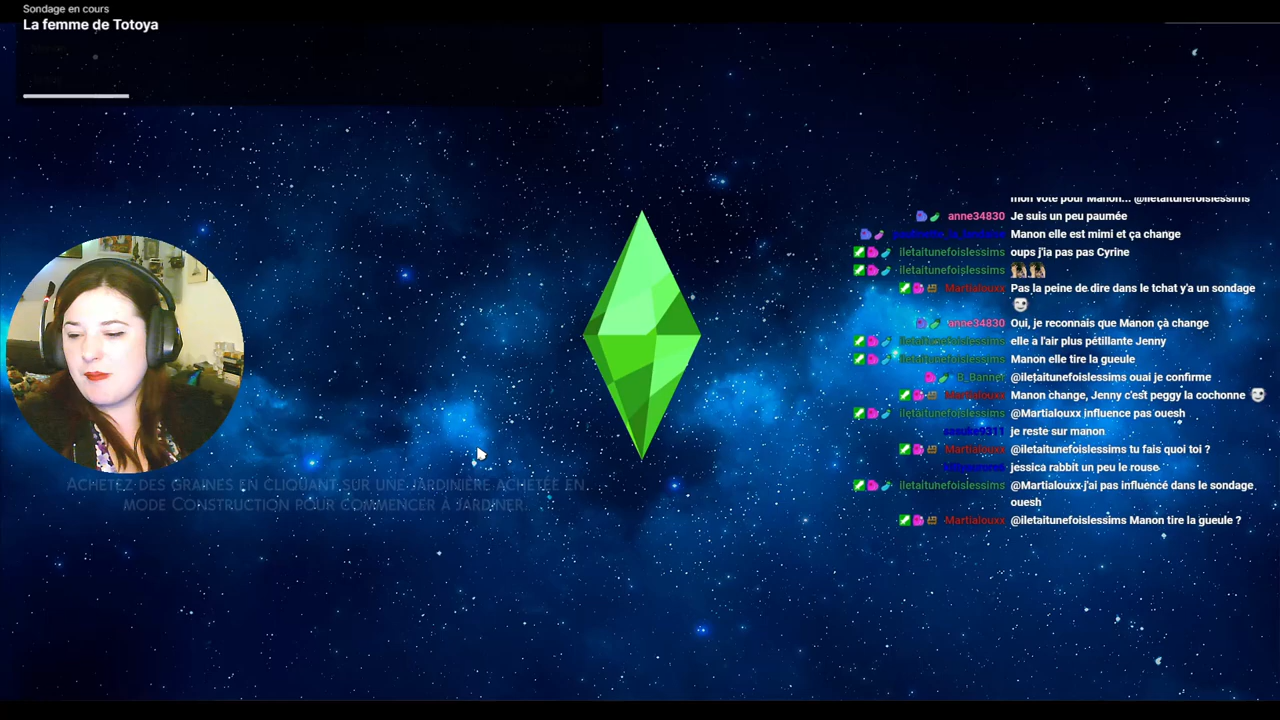 Sondage en cours
La femme de Totoya
mon vote pour Manon... @iletaitunefoislessims
anne34830 Je suis un peu paumée
Manon elle est mimi et ça change
iletaitunefoislessims oups j'ia pas pas Cyrine
iletaitunefoislessims
Martialouxx Pas la peine de dire dans le tchat y'a un sondage
anne34830 Oui, je reconnais que Manon çà change
iletaitunefoislessims elle à l'air plus pétillante Jenny
iletaitunefoislessims Manon elle tire la gueule
B_Banner @iletaitunefoislessims ouai je confirme
Martialouxx Manon change, Jenny c'est peggy la cochonne
iletaitunefoislessims @Martialouxx influence pas ouesh
sasuke9311 je reste sur manon
Martialouxx @iletaitunefoislessims tu fais quoi toi ?
jessica rabbit un peu le rouse
iletaitunefoislessims @Martialouxx j'ai pas influencé dans le sondage
ouesh
Martialouxx @iletaitunefoislessims Manon tire la gueule ?
Achetez des graines en cliquant sur une jardinière achetée en
mode Construction pour commencer à jardiner.